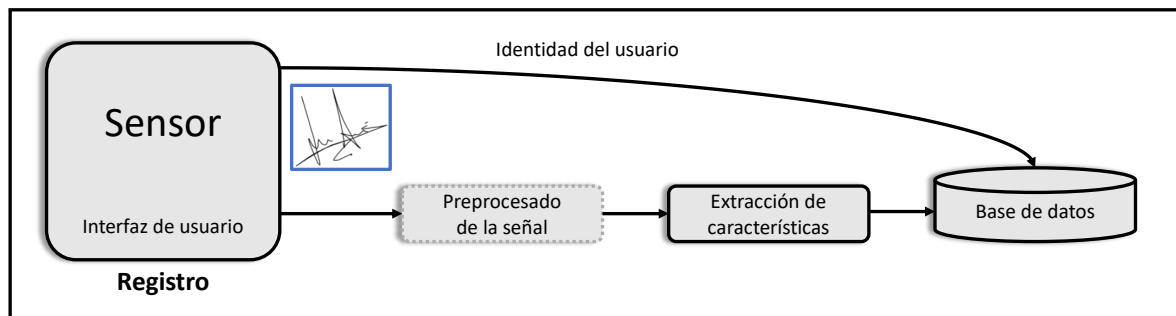 Identidad del usuario
Sensor
Interfaz de usuario
Preprocesado
de la señal
Extracción de
características
Base de datos
Registro